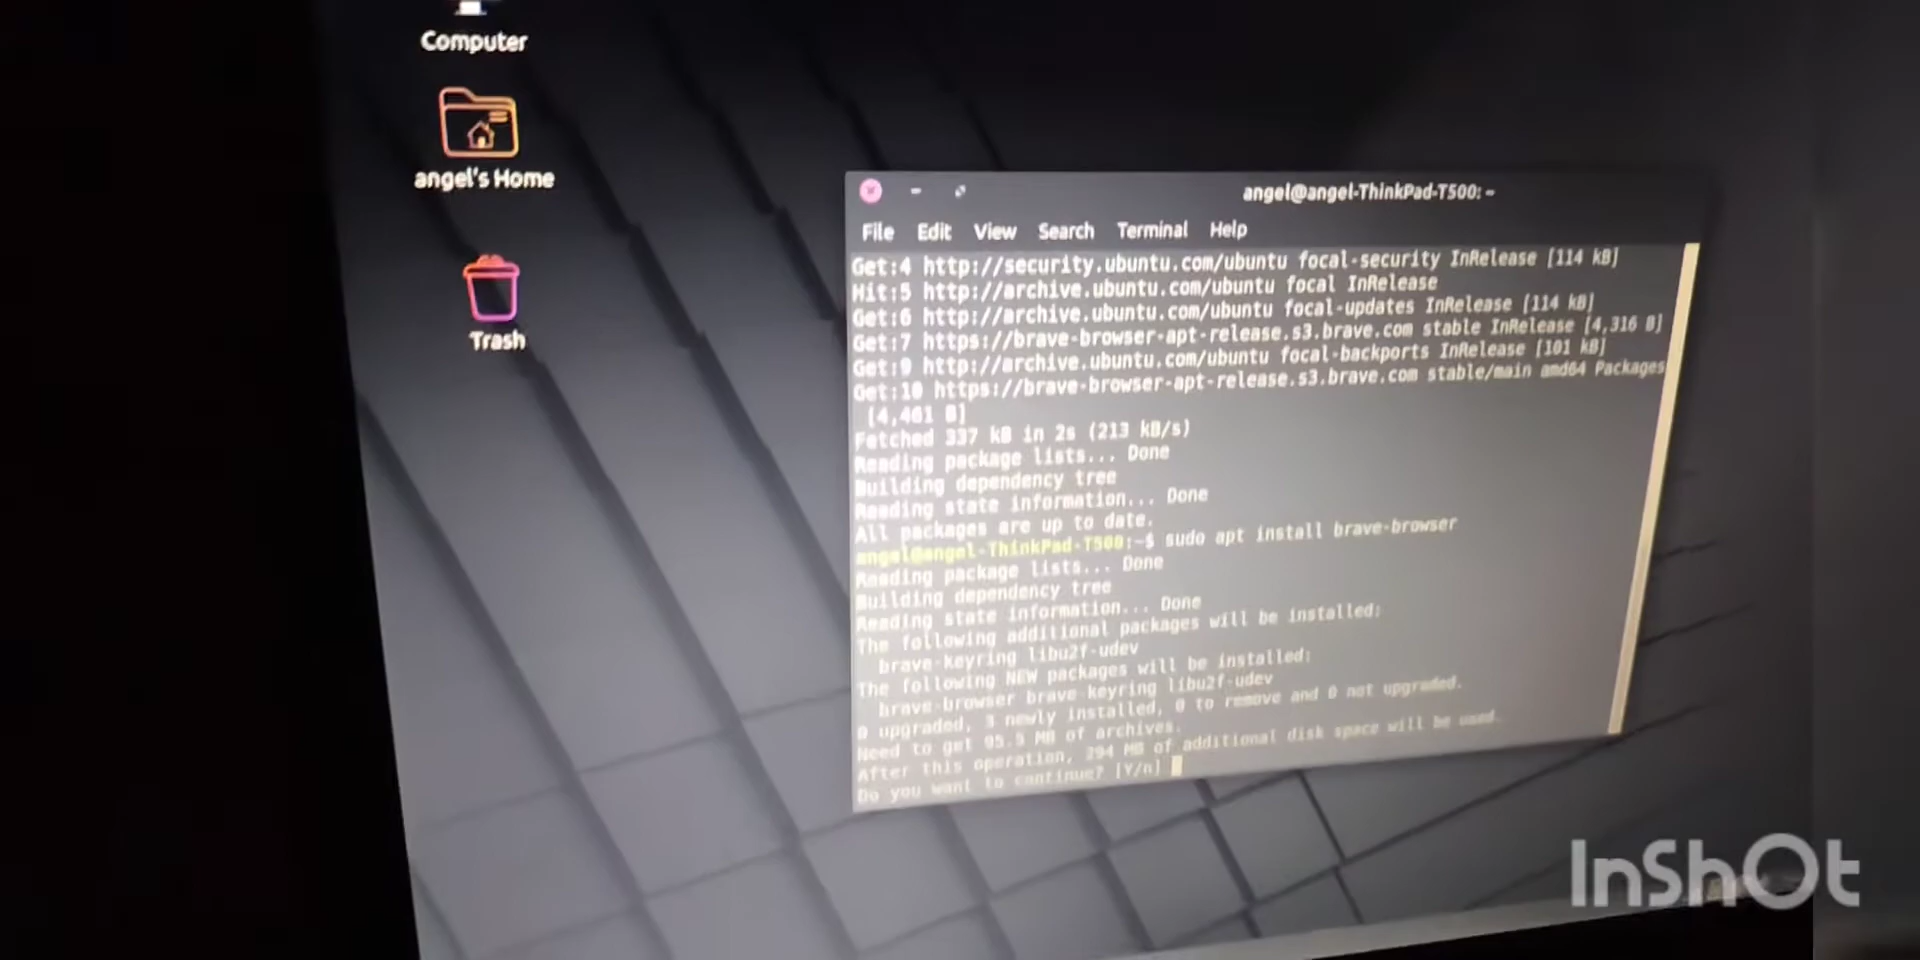 Computer
angel's Home
Trash
angel@angel-ThinkPad-T500: ~
File Edit View Search Terminal Help
Get:4 http://security.ubuntu.com/ubuntu focal-security InRelease [114 kB]
Hit:5 http://archive.ubuntu.com/ubuntu focal InRelease
Get:6 http://archive.ubuntu.com/ubuntu focal-updates InRelease [114 kB]
Get:7 https://brave-browser-apt-release.s3.brave.com stable InRelease [4,316 B]
Get:9 http://archive.ubuntu.com/ubuntu focal-backports InRelease [101 kB]
Get:10 https://brave-browser-apt-release.s3.brave.com stable/main amd64 Packages
[4,461 B]
Fetched 337 kB in 2s (213 kB/s)
Reading package lists... Done
Building dependency tree
Reading state information... Done
All packages are up to date.
angel@angel-ThinkPad-T500:~$ sudo apt install brave-browser
Reading package lists... Done
Building dependency tree
Reading state information... Done
The following additional packages will be installed:
brave-keyring libu2f-udev
The following NEW packages will be installed:
brave-browser brave-keyring libu2f-udev
0 upgraded, 3 newly installed, 0 to remove and 0 not upgraded.
Need to get 95.5 MB of archives.
After this operation, 294 MB of additional disk space will be used.
Do you want to continue? [Y/n]
InShOt